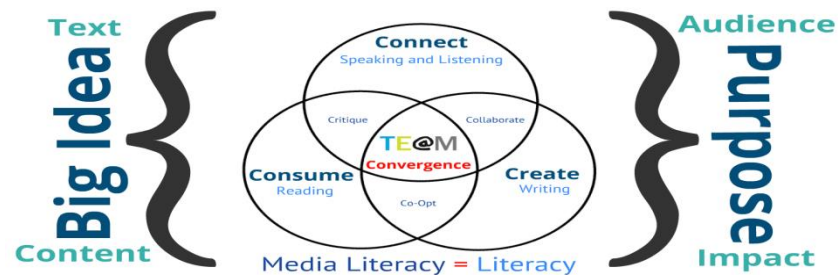 Text
Big Idea
Content
Connect
Speaking and Listening
Critique
Collaborate
TE@M
Convergence
Consume
Reading
Create
Writing
Co-Opt
Media Literacy = Literacy
Audience
Purpose
Impact